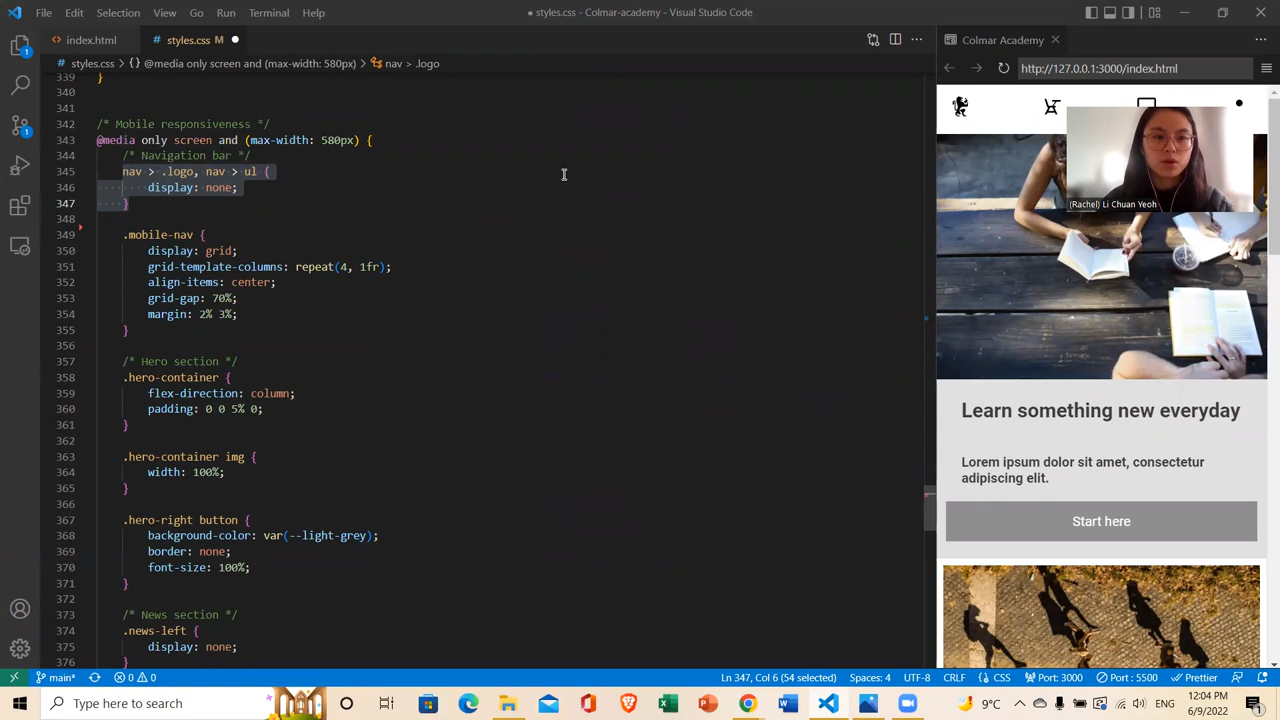 File Edit Selection View Go Run Terminal Help
● styles.css - Colmar-academy - Visual Studio Code
index.html
styles.css M
Colmar Academy
styles.css > {} @media only screen and (max-width: 580px) > nav > .logo
http://127.0.0.1:3000/index.html
339 }
340
341
342 /* Mobile responsiveness */
343 @media only screen and (max-width: 580px) {
344 /* Navigation bar */
345 nav > .logo, nav > ul {
346 display: none;
347 }
348
349 .mobile-nav {
350 display: grid;
351 grid-template-columns: repeat(4, 1fr);
352 align-items: center;
353 grid-gap: 70%;
354 margin: 2% 3%;
355 }
356
357 /* Hero section */
358 .hero-container {
359 flex-direction: column;
360 padding: 0 0 5% 0;
361 }
362
363 .hero-container img {
364 width: 100%;
365 }
366
367 .hero-right button {
368 background-color: var(--light-grey);
369 border: none;
370 font-size: 100%;
371 }
372
373 /* News section */
374 .news-left {
375 display: none;
376 }
(Rachel) Li Chuan Yeoh
Learn something new everyday
Lorem ipsum dolor sit amet, consectetur
adipiscing elit.
Start here
1
1
main* 0 0 Ln 347, Col 6 (54 selected) Spaces: 4 UTF-8 CRLF {} CSS Port: 3000 Port : 5500 Prettier
Type here to search
9°C
ENG
12:04 PM
6/9/2022
1